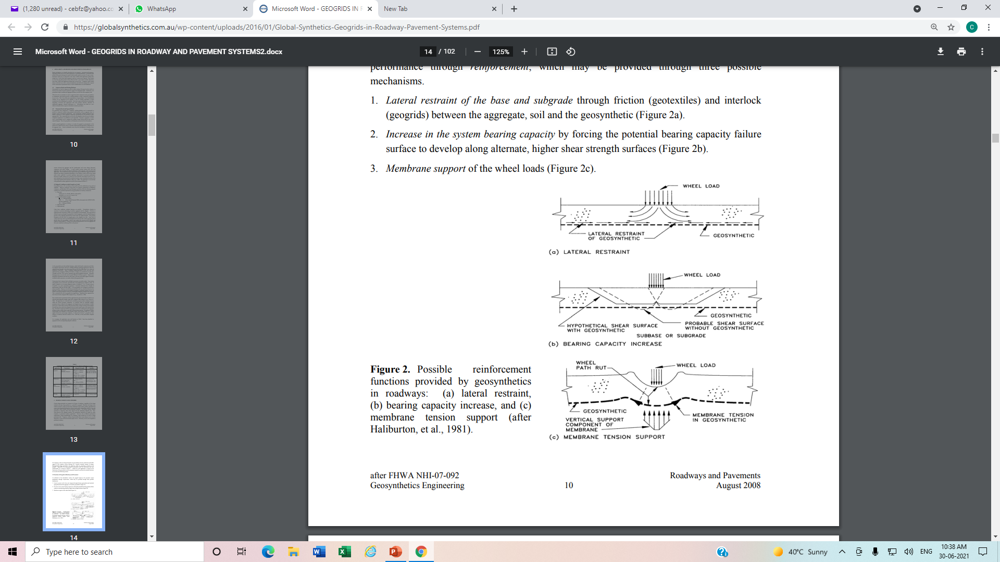 (1,280 unread) - cebfz@yahoo.co
WhatsApp
Microsoft Word - GEOGRIDS IN R
New Tab
https://globalsynthetics.com.au/wp-content/uploads/2016/01/Global-Synthetics-Geogrids-in-Roadway-Pavement-Systems.pdf
C
Microsoft Word - GEOGRIDS IN ROADWAY AND PAVEMENT SYSTEMS2.docx
14 / 102
125%
10
11
12
13
14
performance through reinforcement, which may be provided through three possible
mechanisms.
1. Lateral restraint of the base and subgrade through friction (geotextiles) and interlock
(geogrids) between the aggregate, soil and the geosynthetic (Figure 2a).
2. Increase in the system bearing capacity by forcing the potential bearing capacity failure
surface to develop along alternate, higher shear strength surfaces (Figure 2b).
3. Membrane support of the wheel loads (Figure 2c).
WHEEL LOAD
LATERAL RESTRAINT
OF GEOSYNTHETIC
GEOSYNTHETIC
(a) LATERAL RESTRAINT
WHEEL LOAD
GEOSYNTHETIC
HYPOTHETICAL SHEAR SURFACE
WITH GEOSYNTHETIC
PROBABLE SHEAR SURFACE
WITHOUT GEOSYNTHETIC
SUBBASE OR SUBGRADE
(b) BEARING CAPACITY INCREASE
WHEEL
PATH RUT
WHEEL LOAD
GEOSYNTHETIC
VERTICAL SUPPORT
COMPONENT OF
MEMBRANE
MEMBRANE TENSION
IN GEOSYNTHETIC
(c) MEMBRANE TENSION SUPPORT
Figure 2. Possible reinforcement
functions provided by geosynthetics
in roadways: (a) lateral restraint,
(b) bearing capacity increase, and (c)
membrane tension support (after
Haliburton, et al., 1981).
after FHWA NHI-07-092
Geosynthetics Engineering
10
Roadways and Pavements
August 2008
Type here to search
40°C Sunny
ENG
10:38 AM
30-06-2021